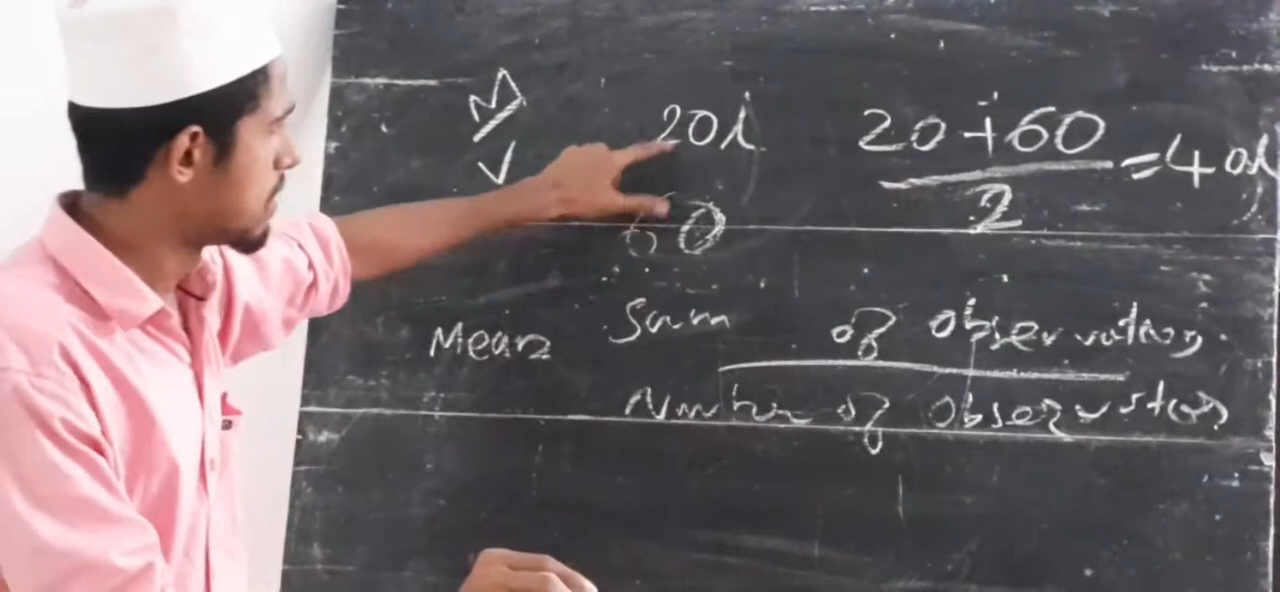 M 20l 20+60 =40l
V 60 2
Mean Sum of observations.
Number of observations